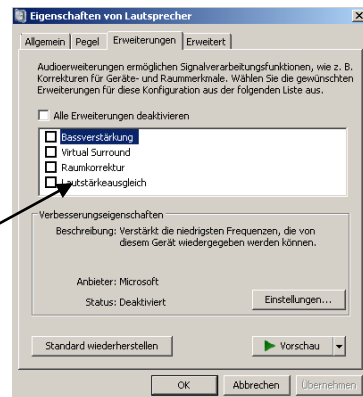 Eigenschaften von Lautsprecher
Allgemein Pegel Erweiterungen Erweitert
Audioerweiterungen ermöglichen Signalverarbeitungsfunktionen, wie z. B.
Korrekturen für Geräte- und Raummerkmale. Wählen Sie die gewünschten
Erweiterungen für diese Konfiguration aus der folgenden Liste aus.
Alle Erweiterungen deaktivieren
Bassverstärkung
Virtual Surround
Raumkorrektur
Lautstärkeausgleich
Verbesserungseigenschaften
Beschreibung: Verstärkt die niedrigsten Frequenzen, die von
diesem Gerät wiedergegeben werden können.
Anbieter: Microsoft
Status: Deaktiviert
Einstellungen...
Standard wiederherstellen
Vorschau
OK Abbrechen Übernehmen